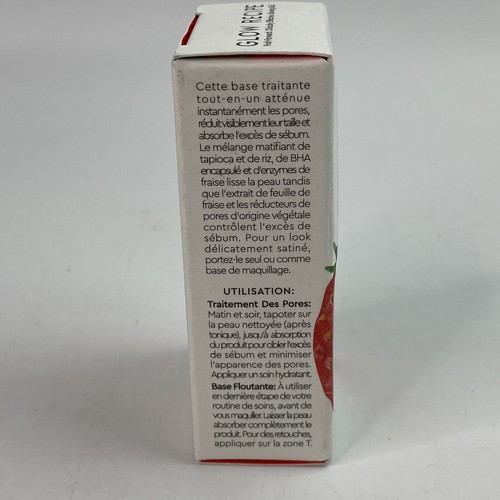 GLOW RECIPE
Cette base traitante
tout-en-un atténue
instantanément les pores,
réduit visiblement leur taille et
absorbe l'excès de sébum.
Le mélange matifiant de
tapioca et de riz, de BHA
encapsulé et d'enzymes de
fraise lisse la peau tandis
que l'extrait de feuille de
fraise et les réducteurs de
pores d'origine végétale
contrôlent l'excès de
sébum. Pour un look
délicatement satiné,
portez-le seul ou comme
base de maquillage.
UTILISATION:
Traitement Des Pores:
Matin et soir, tapoter sur
la peau nettoyée (après
tonique), jusqu'à absorption
du produit pour cibler l'excès
de sébum et minimiser
l'apparence des pores.
Appliquer un soin hydratant.
Base Floutante: À utiliser
en dernière étape de votre
routine de soins, avant de
vous maquiller. Laisser la peau
absorber complètement le
produit. Pour des retouches,
appliquer sur la zone T.